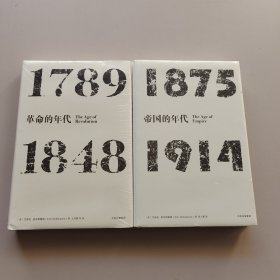 1789
革命的年代 The Age of
Revolution
1848
1875
帝国的年代 The Age of
Empire
1914